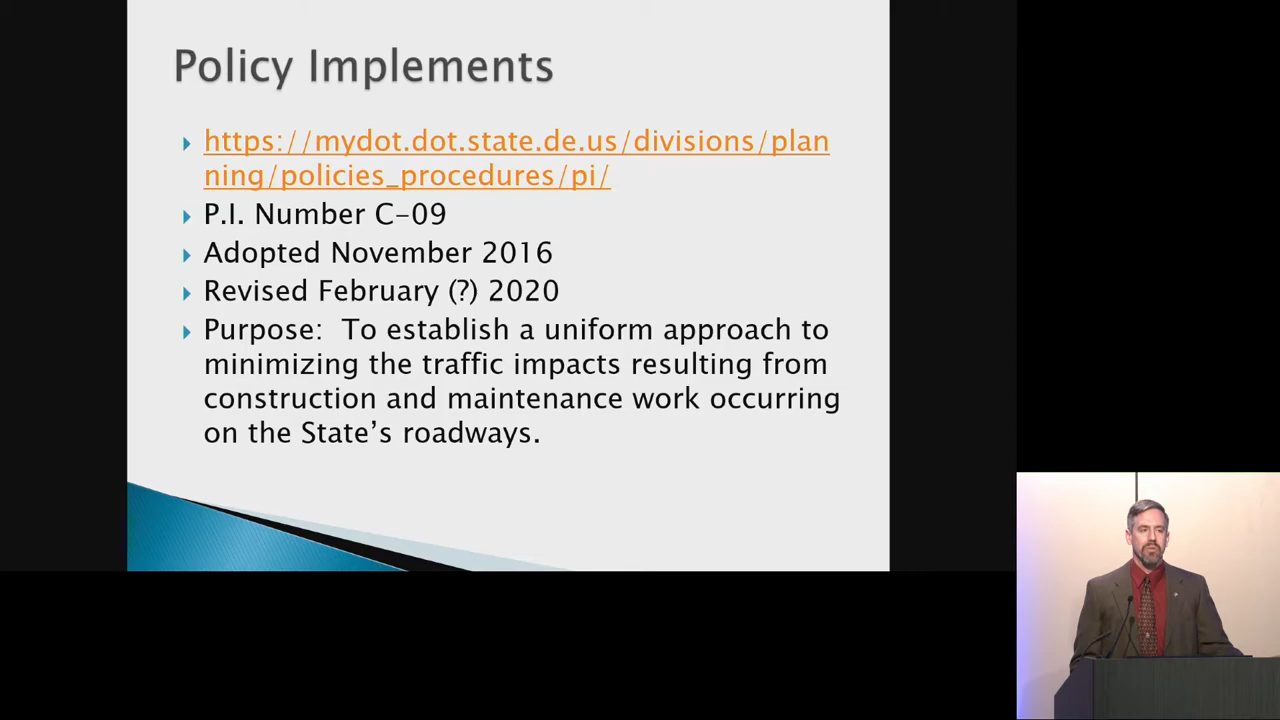 Policy Implements
https://mydot.dot.state.de.us/divisions/plan
ning/policies_procedures/pi/
P.I. Number C-09
Adopted November 2016
Revised February (?) 2020
Purpose:  To establish a uniform approach to
minimizing the traffic impacts resulting from
construction and maintenance work occurring
on the State’s roadways.